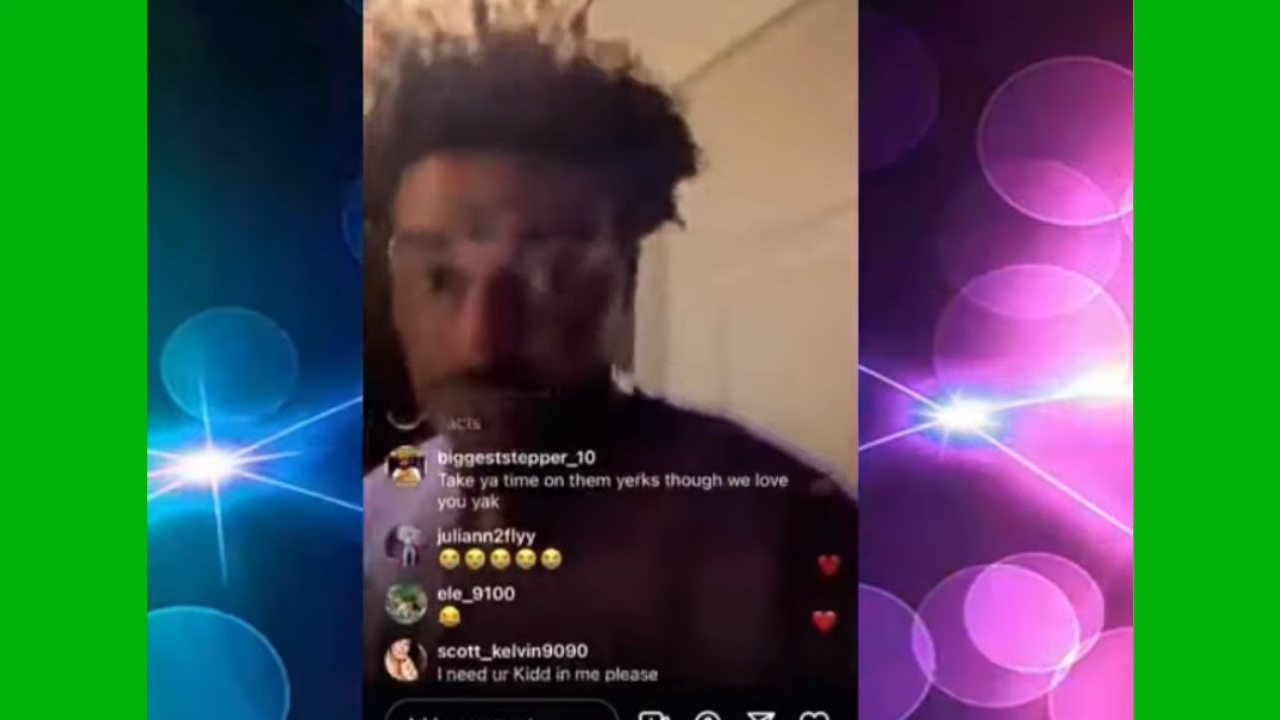 acts
biggeststepper_10
Take ya time on them yerks though we love
you yak
juliann2flyy
😭😭😭😭😭
ele_9100
😂
scott_kelvin9090
I need ur Kidd in me please